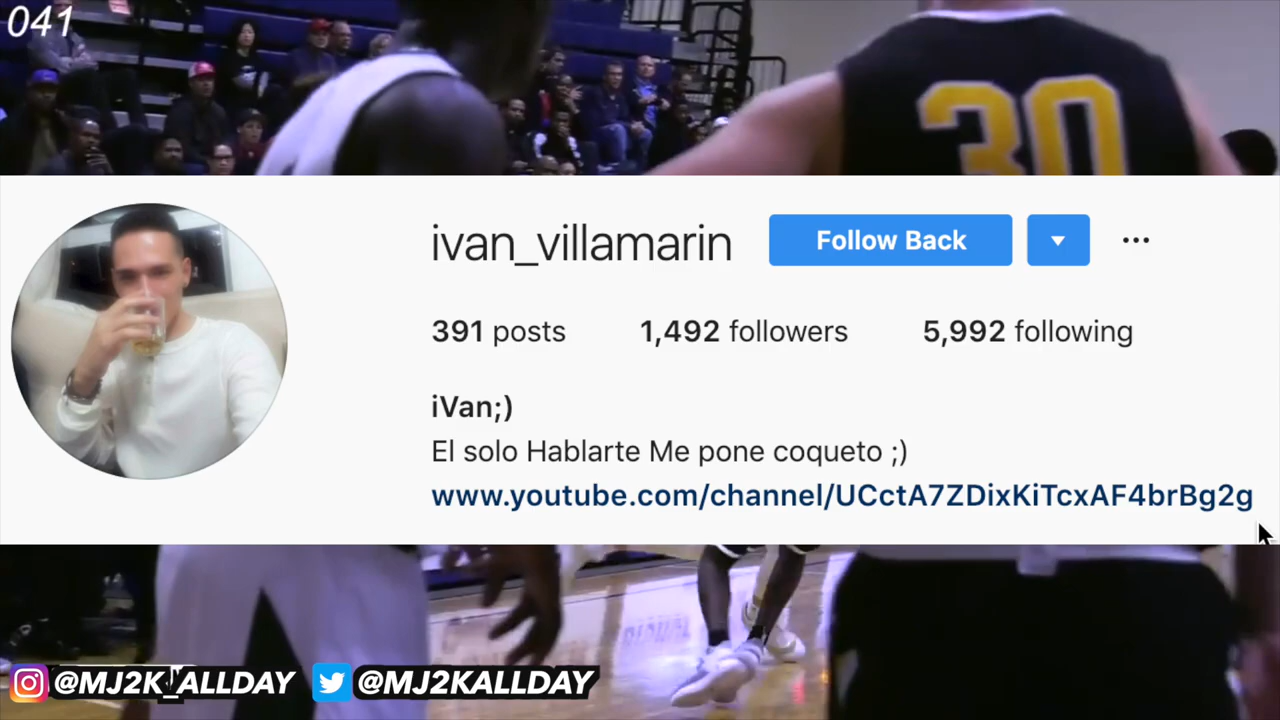 041
30
ivan_villamarin
Follow Back
391 posts 1,492 followers 5,992 following
iVan;)
El solo Hablarte Me pone coqueto ;)
www.youtube.com/channel/UCctA7ZDixKiTcxAF4brBg2g
@MJ2K_ALLDAY @MJ2KALLDAY